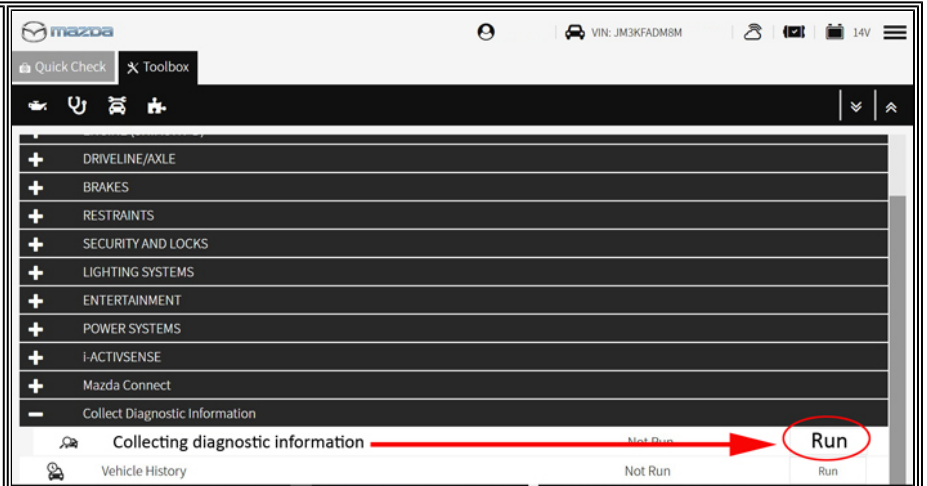 mazda VIN: JM3KFADM8M 14V
Quick Check Toolbox
DRIVELINE/AXLE
BRAKES
RESTRAINTS
SECURITY AND LOCKS
LIGHTING SYSTEMS
ENTERTAINMENT
POWER SYSTEMS
i-ACTIVSENSE
Mazda Connect
Collect Diagnostic Information
Collecting diagnostic information Not Run Run
Vehicle History Not Run Run